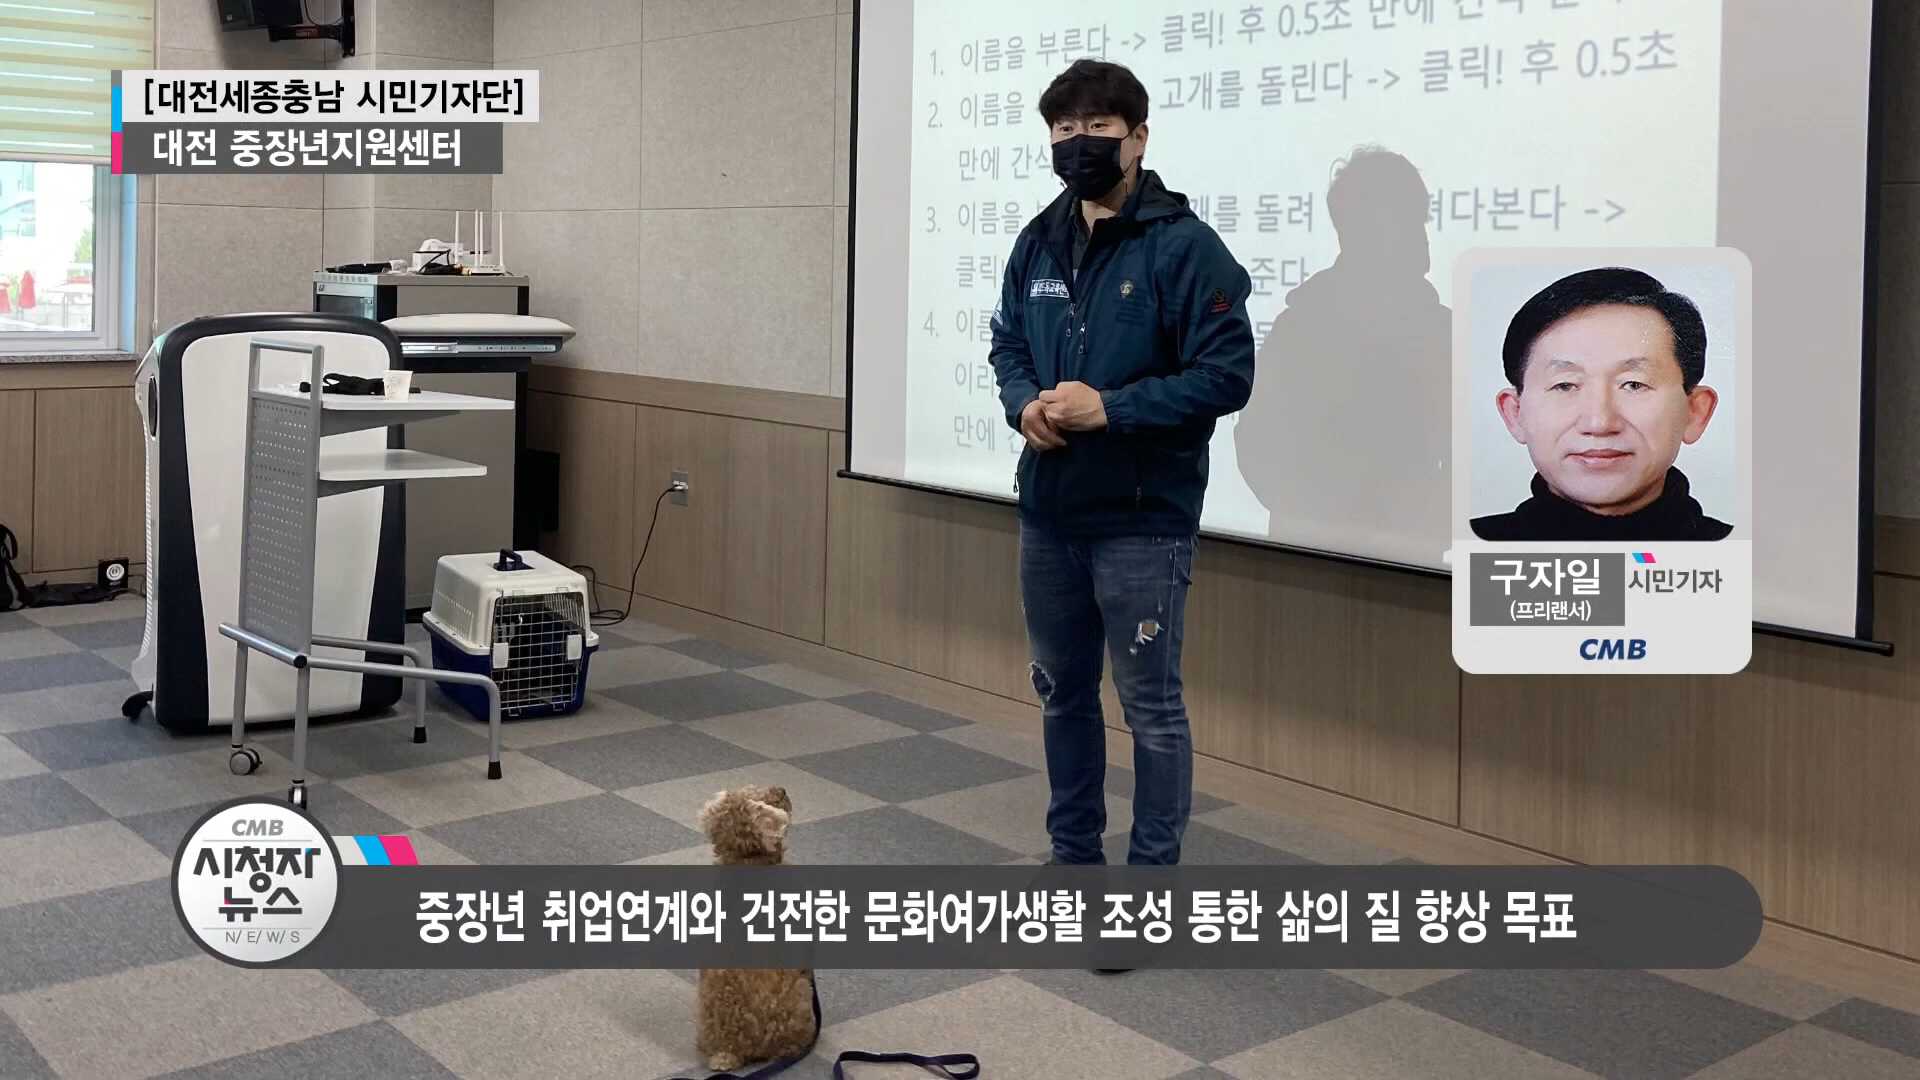 [대전세종충남 시민기자단]
대전 중장년지원센터
1. 이름을 부른다 -> 클릭! 후 0.5초 만에 간식
2. 이름을 고개를 돌린다 -> 클릭! 후 0.5초
만에 간식
3. 이름을 돌려 쳐다본다 ->
클릭! 준다
4. 이름
만에
구자일
(프리랜서)
시민기자
CMB
CMB
시청자
뉴스
N/ E/ W/ S
중장년 취업연계와 건전한 문화여가생활 조성 통한 삶의 질 향상 목표